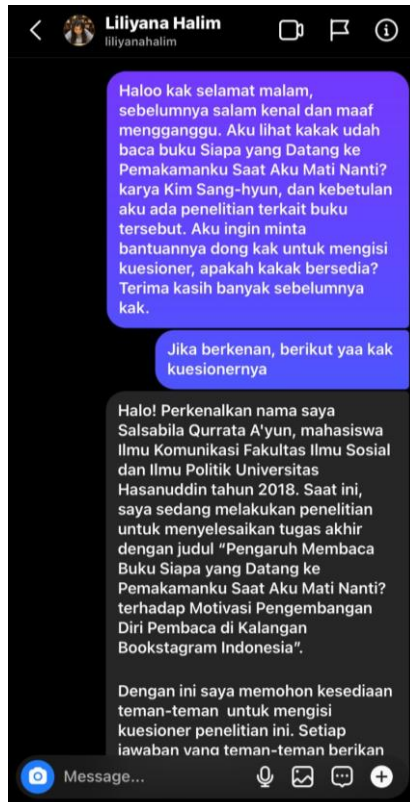 Liliyana Halim
liliyanahalim
Haloo kak selamat malam,
sebelumnya salam kenal dan maaf
mengganggu. Aku lihat kakak udah
baca buku Siapa yang Datang ke
Pemakamanku Saat Aku Mati Nanti?
karya Kim Sang-hyun, dan kebetulan
aku ada penelitian terkait buku
tersebut. Aku ingin minta
bantuannya dong kak untuk mengisi
kuesioner, apakah kakak bersedia?
Terima kasih banyak sebelumnya
kak.
Jika berkenan, berikut yaa kak
kuesionernya
Halo! Perkenalkan nama saya
Salsabila Qurrata A'yun, mahasiswa
Ilmu Komunikasi Fakultas Ilmu Sosial
dan Ilmu Politik Universitas
Hasanuddin tahun 2018. Saat ini,
saya sedang melakukan penelitian
untuk menyelesaikan tugas akhir
dengan judul “Pengaruh Membaca
Buku Siapa yang Datang ke
Pemakamanku Saat Aku Mati Nanti?
terhadap Motivasi Pengembangan
Diri Pembaca di Kalangan
Bookstagram Indonesia”.
Dengan ini saya memohon kesediaan
teman-teman untuk mengisi
kuesioner penelitian ini. Setiap
jawaban yang teman-teman berikan
Message...